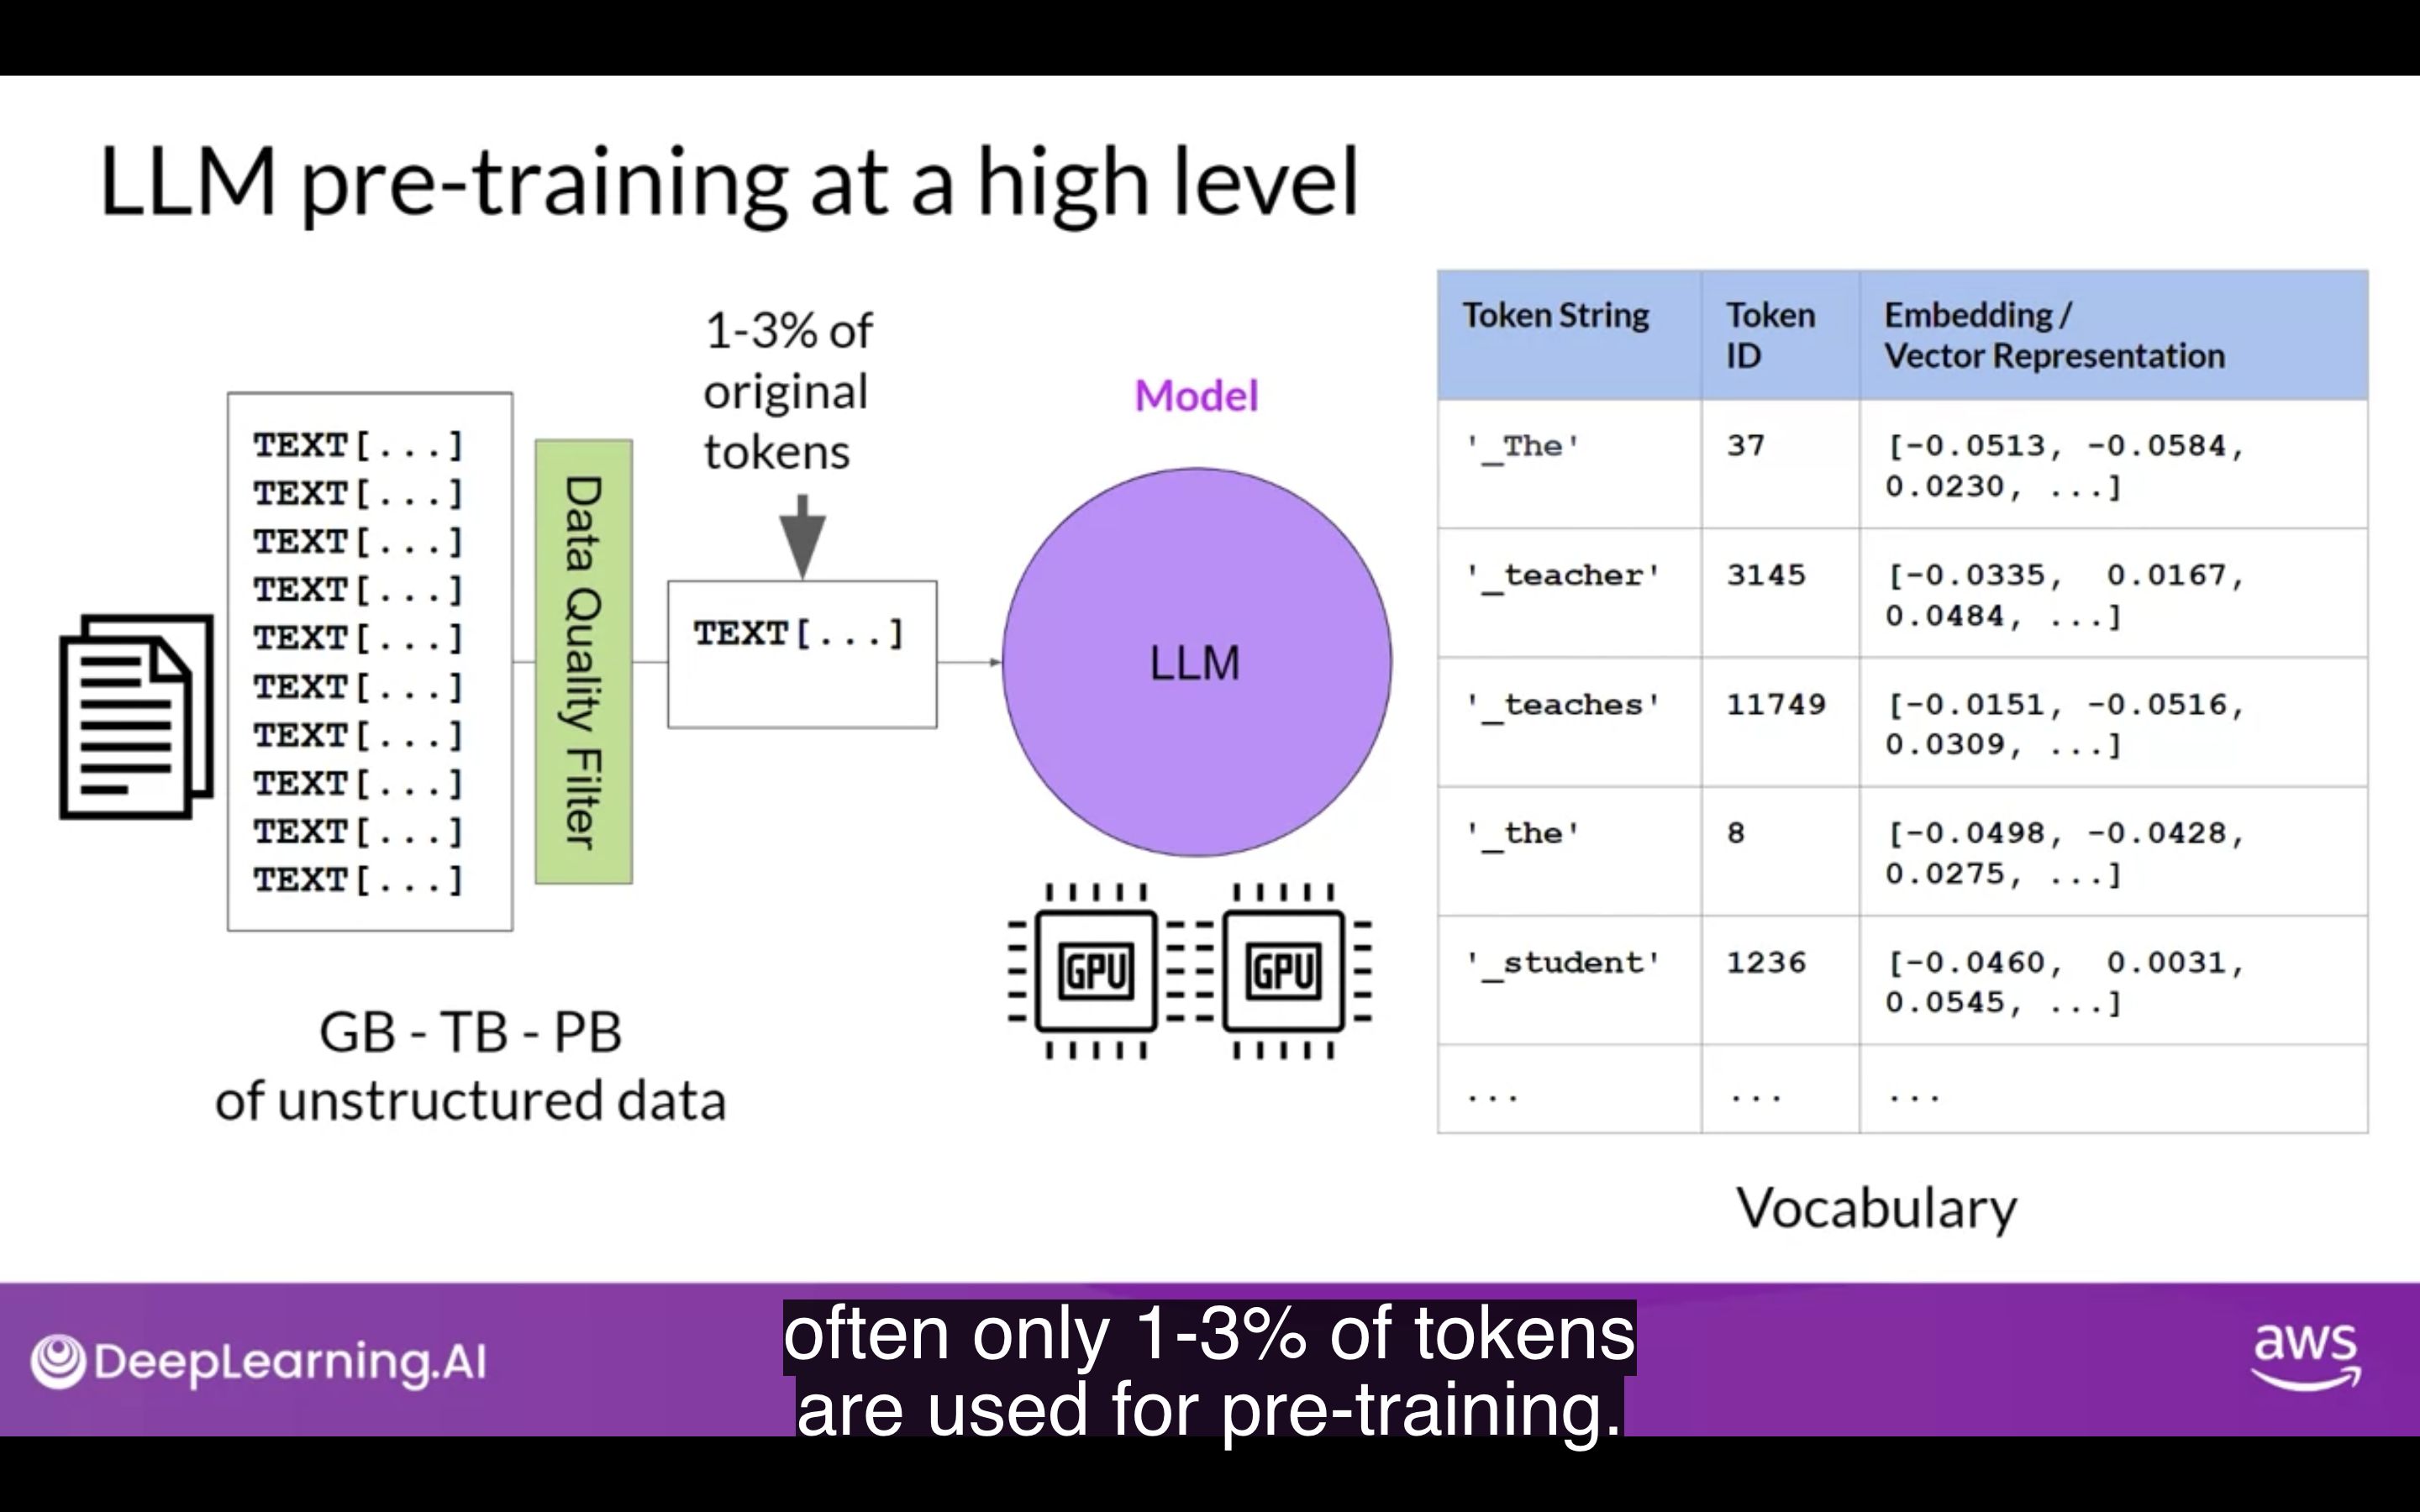 LLM pre-training at a high level
TEXT[...]
TEXT[...]
TEXT[...]
TEXT[...]
TEXT[...]
TEXT[...]
TEXT[...]
TEXT[...]
TEXT[...]
TEXT[...]
GB - TB - PB
of unstructured data
Data Quality Filter
1-3% of
original
tokens
TEXT[...]
Model
LLM
GPU
GPU
Token String
Token
ID
Embedding /
Vector Representation
'_The'
37
[-0.0513, -0.0584,
0.0230, ...]
'_teacher'
3145
[-0.0335, 0.0167,
0.0484, ...]
'_teaches'
11749
[-0.0151, -0.0516,
0.0309, ...]
'_the'
8
[-0.0498, -0.0428,
0.0275, ...]
'_student'
1236
[-0.0460, 0.0031,
0.0545, ...]
...
...
...
Vocabulary
DeepLearning.AI
often only 1-3% of tokens
are used for pre-training.
aws